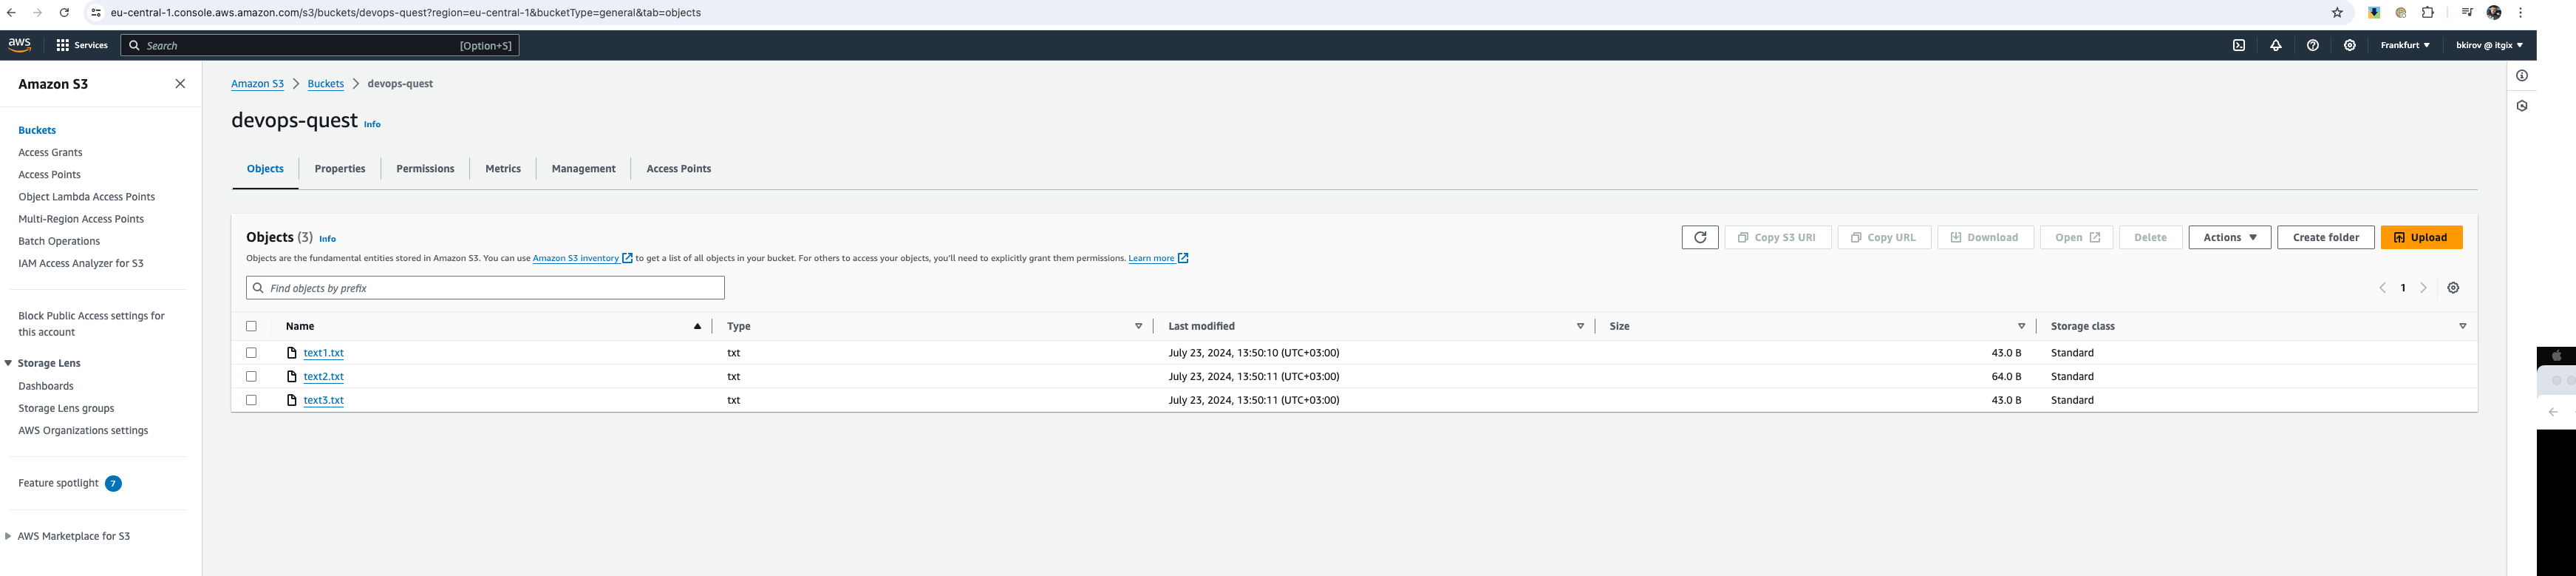 eu-central-1.console.aws.amazon.com/s3/buckets/devops-quest?region=eu-central-1&bucketType=general&tab=objects
aws Services Search [Option+S] Frankfurt bkirov @ itgix
Amazon S3
Buckets
Access Grants
Access Points
Object Lambda Access Points
Multi-Region Access Points
Batch Operations
IAM Access Analyzer for S3
Block Public Access settings for
this account
Storage Lens
Dashboards
Storage Lens groups
AWS Organizations settings
Feature spotlight 7
AWS Marketplace for S3
Amazon S3 > Buckets > devops-quest
devops-quest Info
Objects Properties Permissions Metrics Management Access Points
Objects (3) Info
Copy S3 URI Copy URL Download Open Delete Actions Create folder Upload
Objects are the fundamental entities stored in Amazon S3. You can use Amazon S3 inventory to get a list of all objects in your bucket. For others to access your objects, you'll need to explicitly grant them permissions. Learn more
Find objects by prefix
1
Name Type Last modified Size Storage class
text1.txt txt July 23, 2024, 13:50:10 (UTC+03:00) 43.0 B Standard
text2.txt txt July 23, 2024, 13:50:11 (UTC+03:00) 64.0 B Standard
text3.txt txt July 23, 2024, 13:50:11 (UTC+03:00) 43.0 B Standard